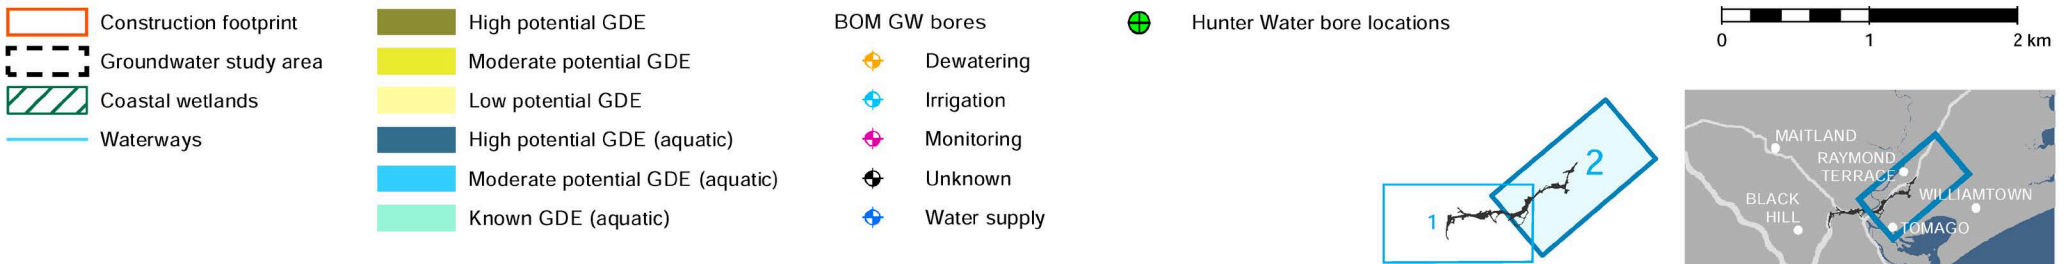 Construction footprint
Groundwater study area
Coastal wetlands
Waterways
High potential GDE
Moderate potential GDE
Low potential GDE
High potential GDE (aquatic)
Moderate potential GDE (aquatic)
Known GDE (aquatic)
BOM GW bores
Dewatering
Irrigation
Monitoring
Unknown
Water supply
Hunter Water bore locations
1
2
0 1 2 km
MAITLAND
RAYMOND
TERRACE
WILLIAMTOWN
BLACK
HILL
TOMAGO